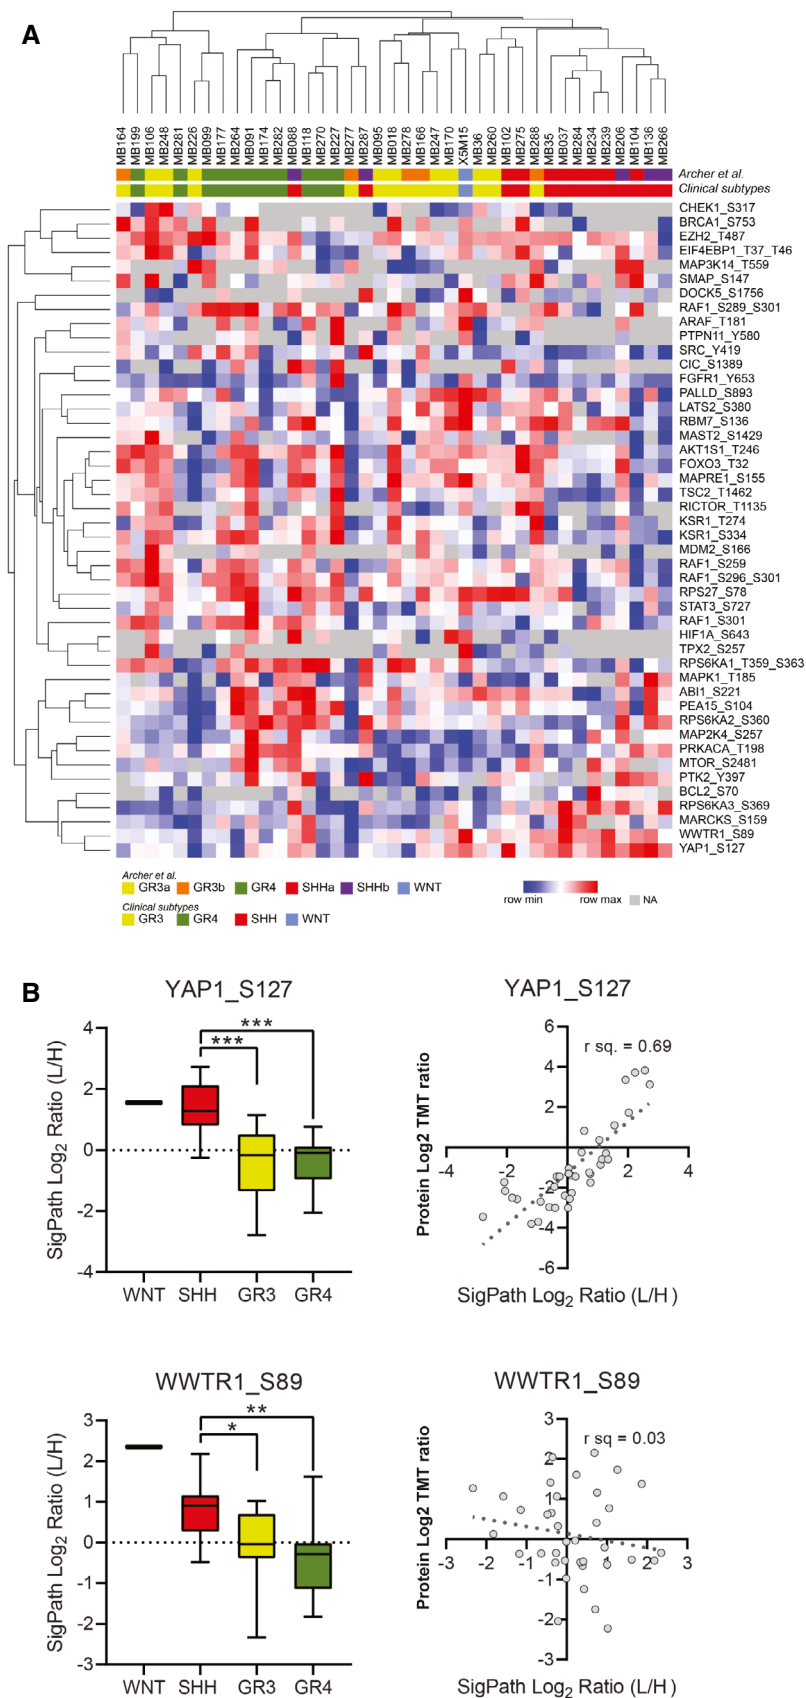 A
MB164 MB199 MB106 MB248 MB281 MB226 MB099 MB177 MB264 MB091 MB174 MB282 MB088 MB118 MB270 MB227 MB277 MB287 MB095 MB018 MB278 MB166 MB247 MB170 X5M15 MB36 MB260 MB102 MB275 MB288 MB35 MB037 MB284 MB234 MB239 MB206 MB104 MB136 MB266
Archer et al.
Clinical subtypes
CHEK1_S317
BRCA1_S753
EZH2_T487
EIF4EBP1_T37_T46
MAP3K14_T559
SMAP_S147
DOCK5_S1756
RAF1_S289_S301
ARAF_T181
PTPN11_Y580
SRC_Y419
CIC_S1389
FGFR1_Y653
PALLD_S893
LATS2_S380
RBM7_S136
MAST2_S1429
AKT1S1_T246
FOXO3_T32
MAPRE1_S155
TSC2_T1462
RICTOR_T1135
KSR1_T274
KSR1_S334
MDM2_S166
RAF1_S259
RAF1_S296_S301
RPS27_S78
STAT3_S727
RAF1_S301
HIF1A_S643
TPX2_S257
RPS6KA1_T359_S363
MAPK1_T185
ABI1_S221
PEA15_S104
RPS6KA2_S360
MAP2K4_S257
PRKACA_T198
MTOR_S2481
PTK2_Y397
BCL2_S70
RPS6KA3_S369
MARCKS_S159
WWTR1_S89
YAP1_S127
Archer et al.
GR3a GR3b GR4 SHHa SHHb WNT
Clinical subtypes
GR3 GR4 SHH WNT
row min row max NA
B
YAP1_S127
SigPath Log2 Ratio (L/H)
4
2
0
-2
-4
*** ***
WNT SHH GR3 GR4
YAP1_S127
r sq. = 0.69
Protein Log2 TMT ratio
6
4
2
-2
-4
-6
-4 -2 2 4
SigPath Log2 Ratio (L/H)
WWTR1_S89
SigPath Log2 Ratio (L/H)
3
2
1
0
-1
-2
-3
**
*
WNT SHH GR3 GR4
WWTR1_S89
r sq = 0.03
Protein Log2 TMT ratio
3
2
1
-1
-2
-3
-3 -2 -1 1 2 3
SigPath Log2 Ratio (L/H)